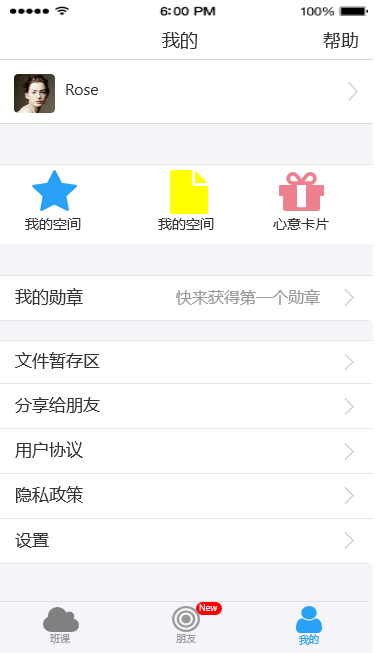 6:00 PM 100%
我的 帮助
Rose
我的空间 我的空间 心意卡片
我的勋章 快来获得第一个勋章
文件暂存区
分享给朋友
用户协议
隐私政策
设置
New
班课 朋友 我的